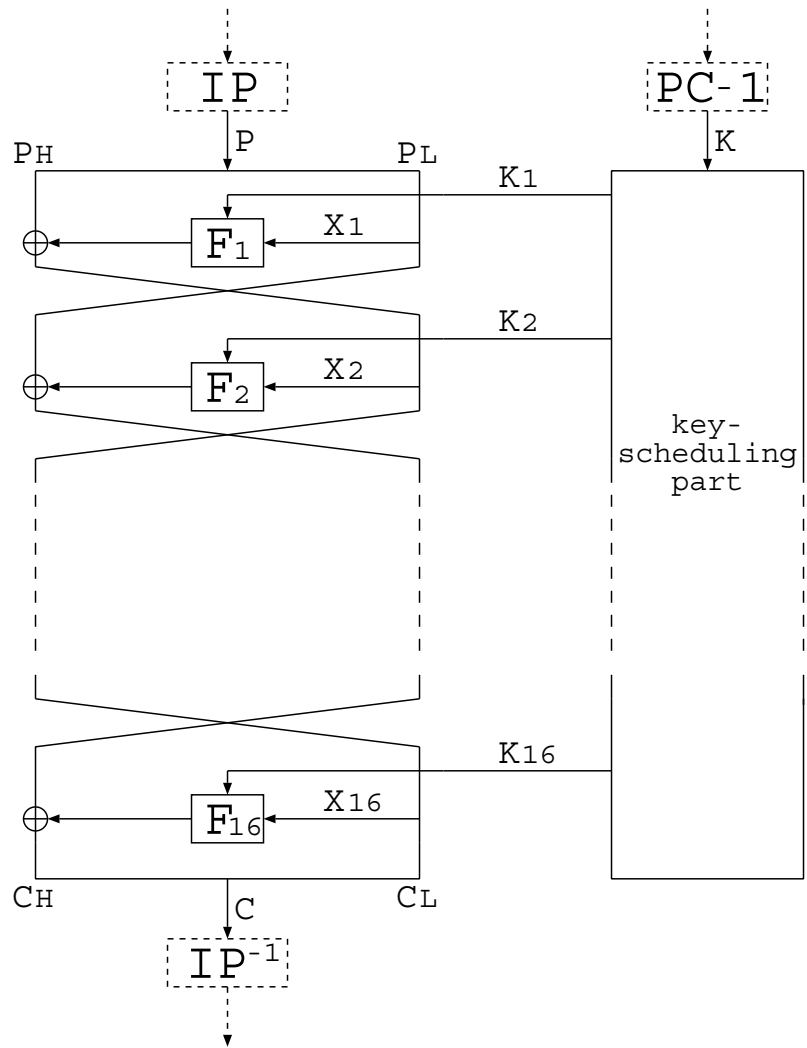 IP
PC-1
P
K
PH
PL
K1
F1
X1
K2
F2
X2
key-
scheduling
part
K16
F16
X16
CH
C
CL
IP-1